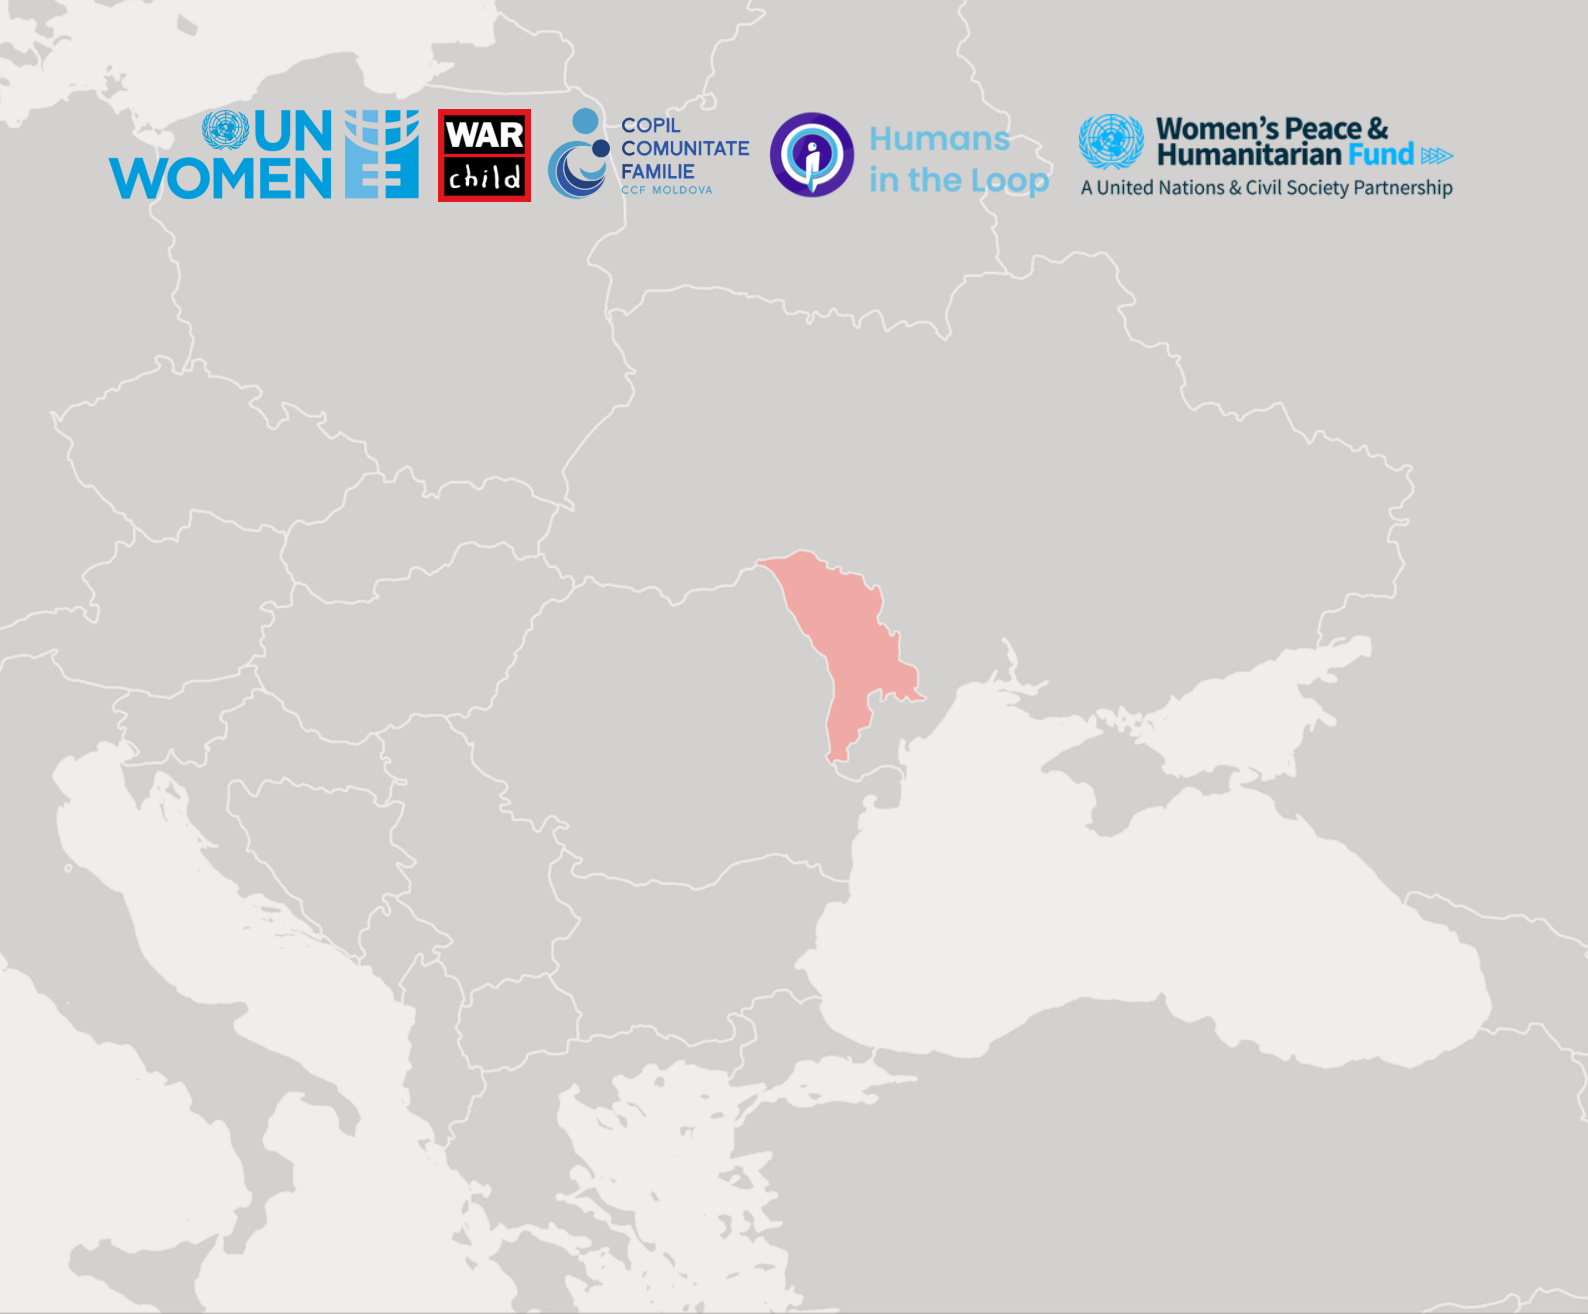 UN
WOMEN
WAR
child
COPIL
COMUNITATE
FAMILIE
CCF MOLDOVA
Humans
in the Loop
Women's Peace &
Humanitarian Fund
A United Nations & Civil Society Partnership